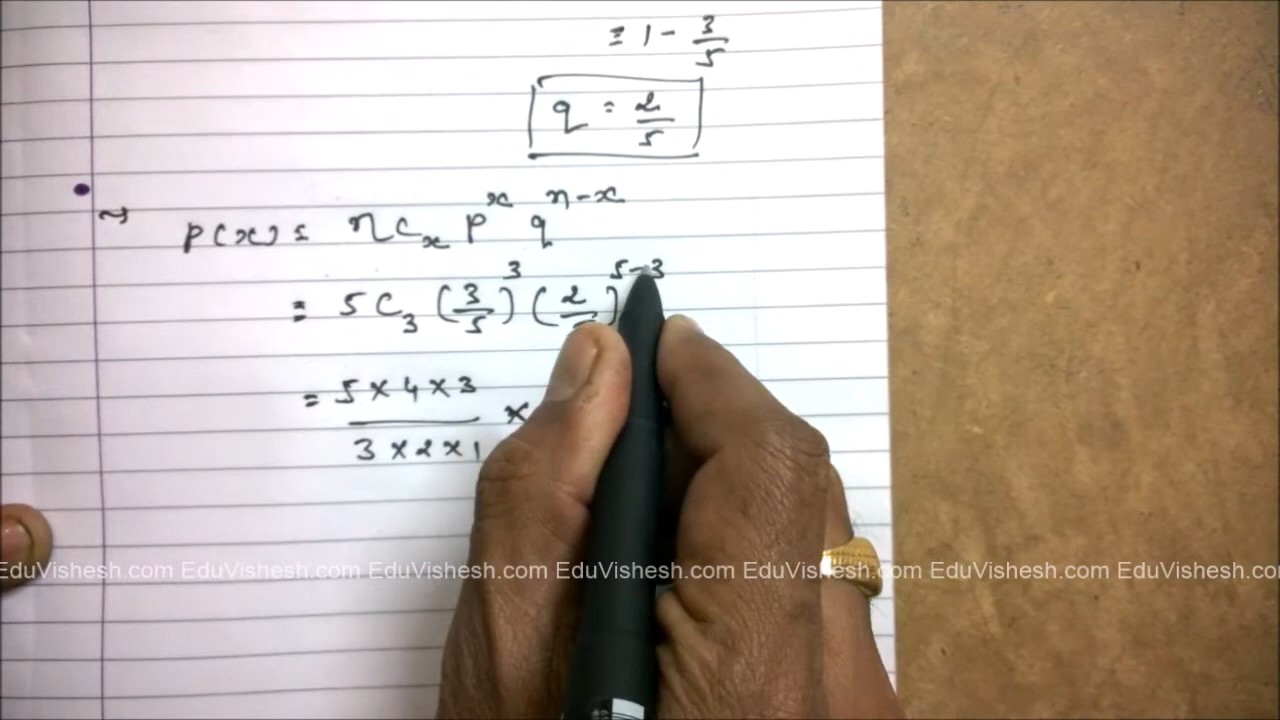 = 1 - 3/5
q = 2/5
P(x) = nCx p^x q^n-x
= 5C3 (3/5)^3 (2/5)^5-3
= 5 × 4 × 3 / 3 × 2 × 1 ×
EduVishesh.com EduVishesh.com EduVishesh.com EduVishesh.com EduVishesh.com EduVishesh.com EduVishesh.com